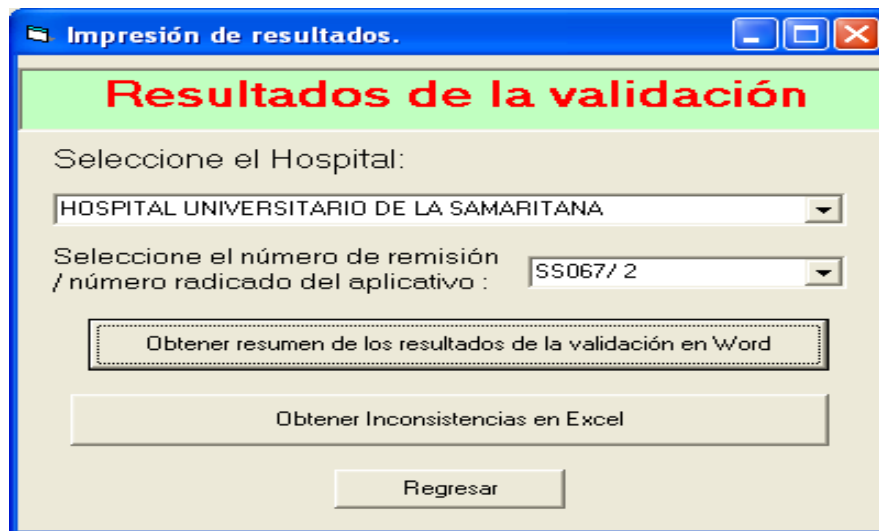 Impresión de resultados.
Resultados de la validación
Seleccione el Hospital:
HOSPITAL UNIVERSITARIO DE LA SAMARITANA
Seleccione el número de remisión
/ número radicado del aplicativo :
SS067/ 2
Obtener resumen de los resultados de la validación en Word
Obtener Inconsistencias en Excel
Regresar